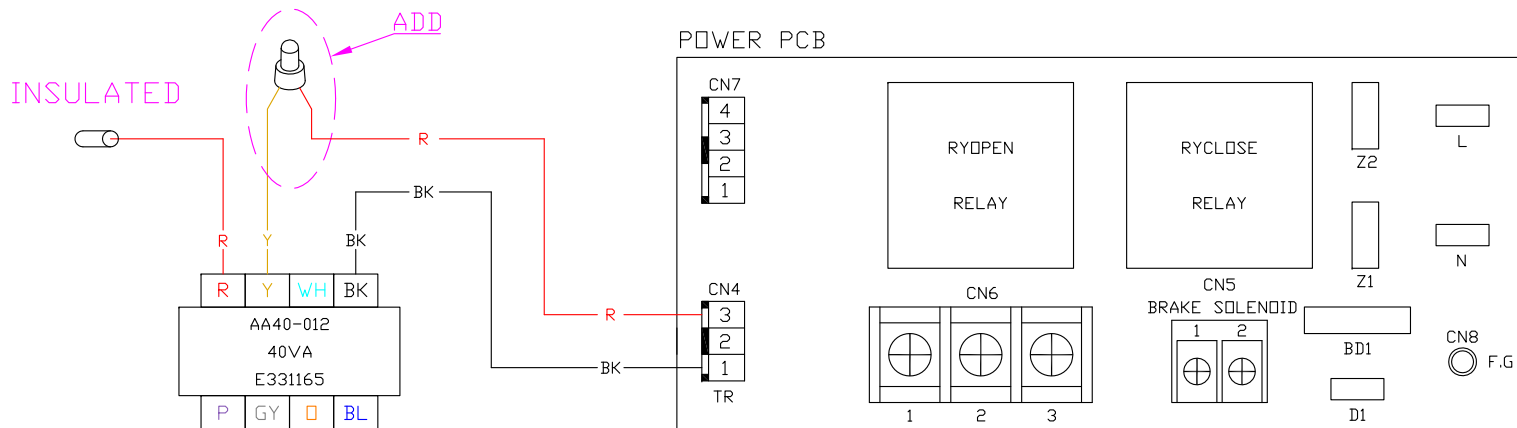 ADD
POWER PCB
INSULATED
CN7
4
3
2
1
R
RYOPEN
RELAY
RYCLOSE
RELAY
Z2
L
BK
R
Y
BK
Z1
N
R
Y
WH
BK
AA40-012
40VA
E331165
P
GY
O
BL
R
BK
CN4
3
2
1
TR
CN6
1
2
3
CN5
BRAKE SOLENOID
1
2
BD1
D1
CN8
F.G